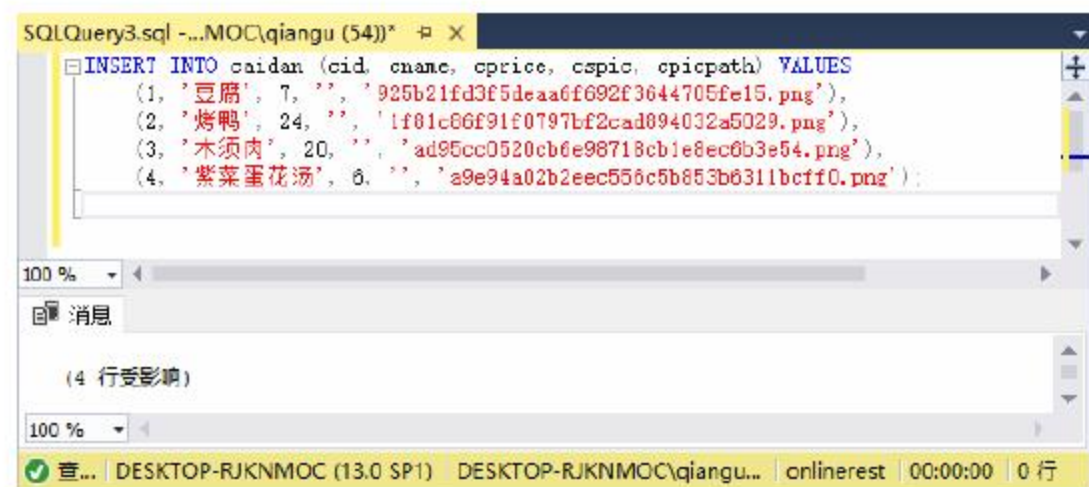 SQLQuery3.sql -...MOC\qiangu (54))*
INSERT INTO caidan (cid, cname, cprice, cspic, cpicpath) VALUES
(1, '豆腐', 7, '', '925b21fd3f5deaa6f692f3644705fe15.png'),
(2, '烤鸭', 24, '', '1f81c86f91f0797bf2cad894032a5029.png'),
(3, '木须肉', 20, '', 'ad95cc0520cb6e98718cb1e8ec6b3e54.png'),
(4, '紫菜蛋花汤', 6, '', 'a9e94a02b2eec556c5b853b6311bcff0.png');
100 %
消息
(4 行受影响)
100 %
查... DESKTOP-RJKNMOC (13.0 SP1) DESKTOP-RJKNMOC\qiangu... onlinerest 00:00:00 0 行